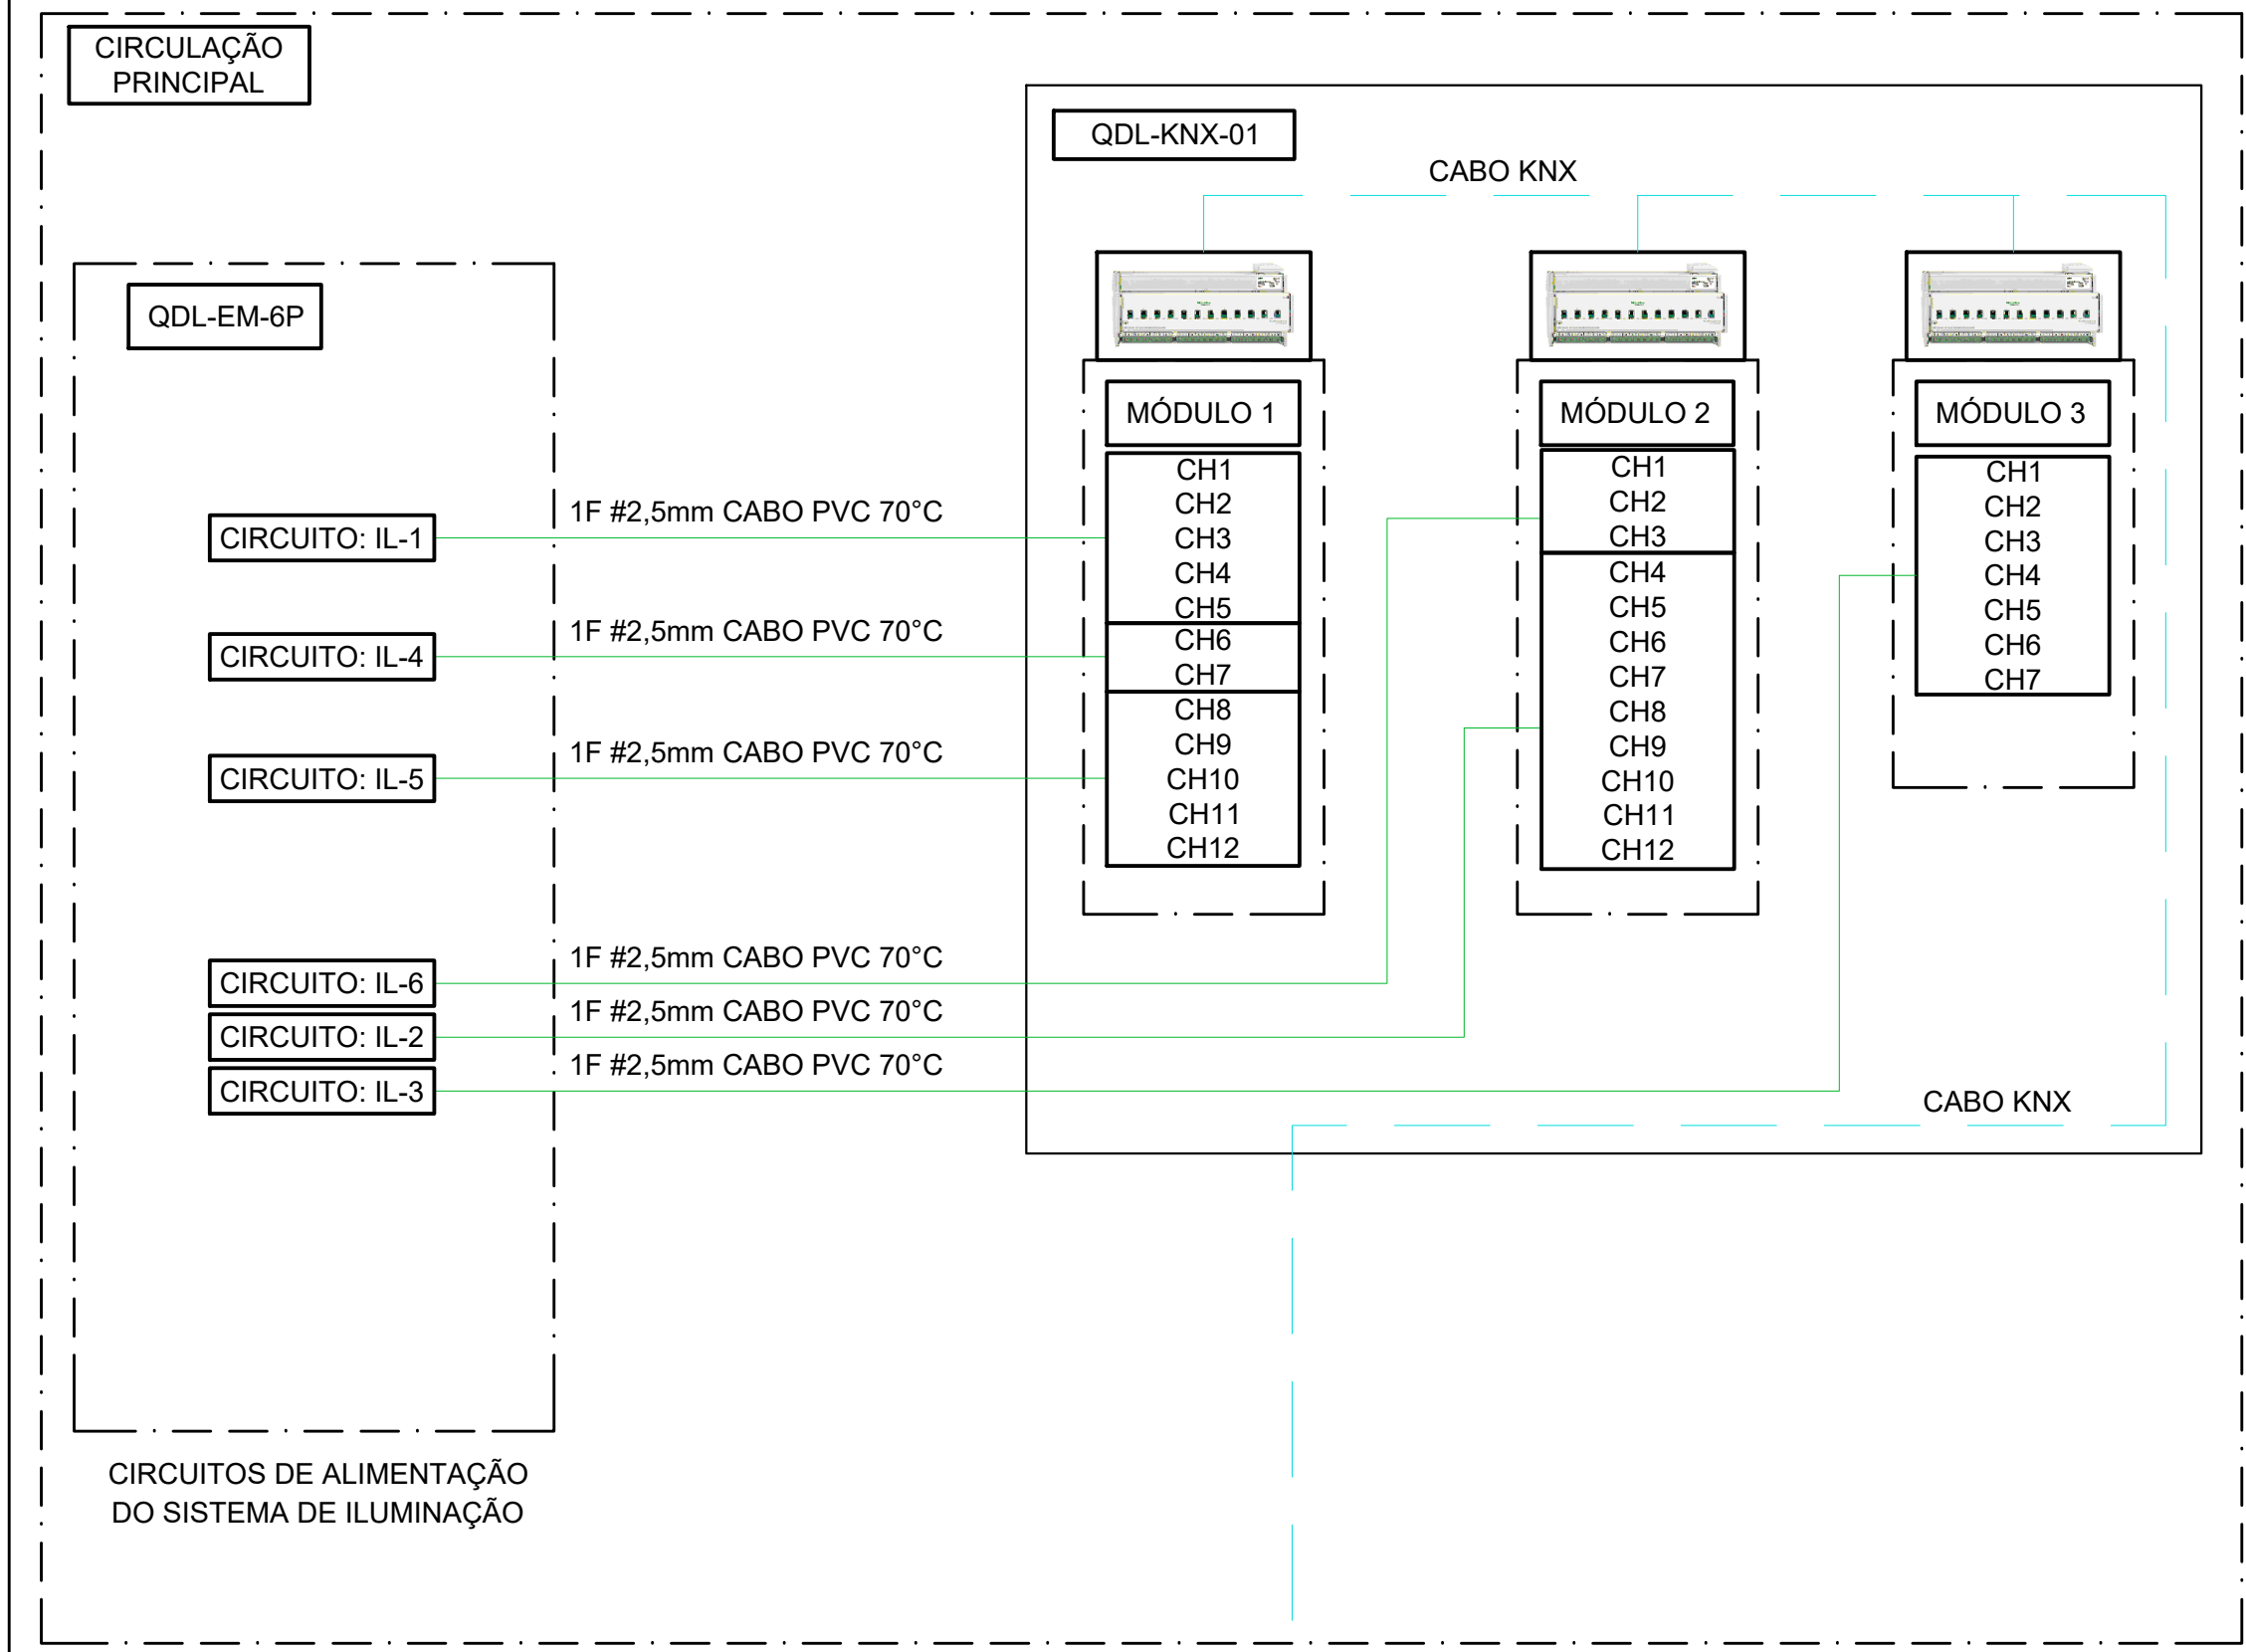 CIRCULAÇÃO
PRINCIPAL
QDL-KNX-01
CABO KNX
QDL-EM-6P
CIRCUITO: IL-1
1F #2,5mm CABO PVC 70°C
CIRCUITO: IL-4
1F #2,5mm CABO PVC 70°C
CIRCUITO: IL-5
1F #2,5mm CABO PVC 70°C
CIRCUITO: IL-6
1F #2,5mm CABO PVC 70°C
CIRCUITO: IL-2
1F #2,5mm CABO PVC 70°C
CIRCUITO: IL-3
1F #2,5mm CABO PVC 70°C
MÓDULO 1
CH1
CH2
CH3
CH4
CH5
CH6
CH7
CH8
CH9
CH10
CH11
CH12
MÓDULO 2
CH1
CH2
CH3
CH4
CH5
CH6
CH7
CH8
CH9
CH10
CH11
CH12
MÓDULO 3
CH1
CH2
CH3
CH4
CH5
CH6
CH7
CABO KNX
CIRCUITOS DE ALIMENTAÇÃO
DO SISTEMA DE ILUMINAÇÃO